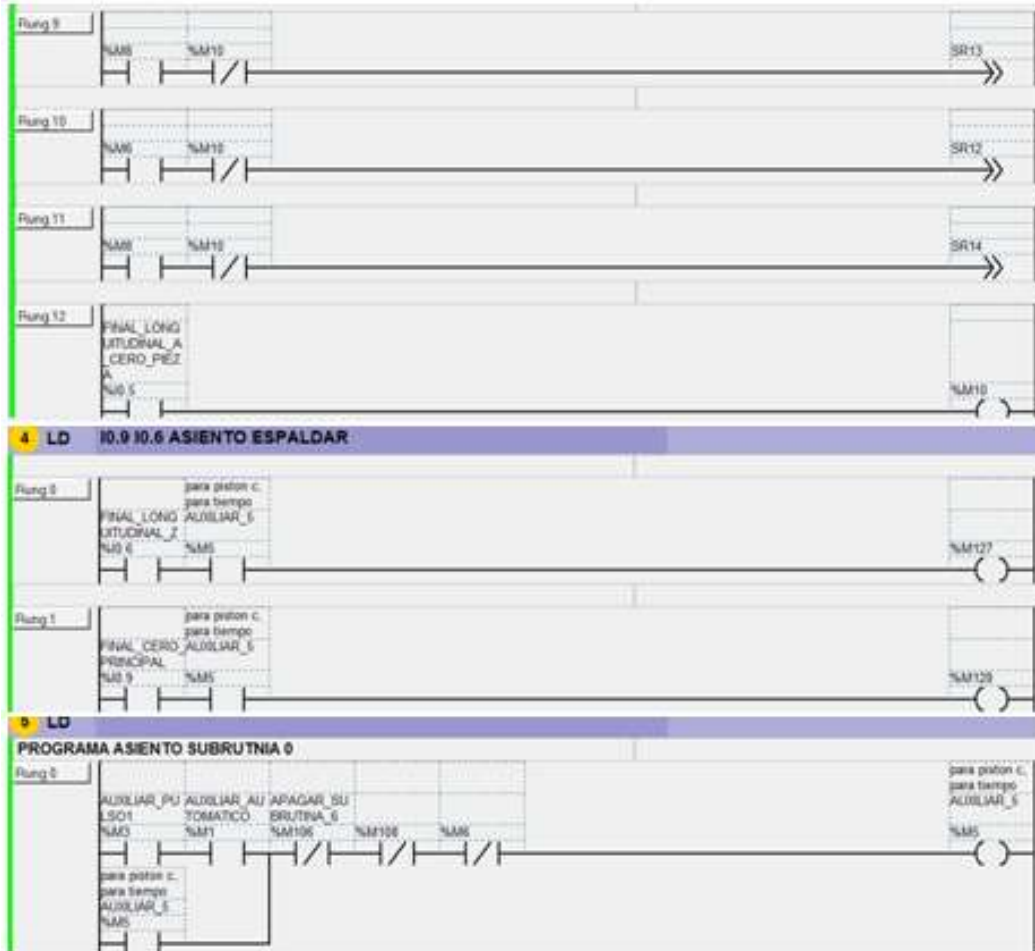 Rung 9
%M10
SR13
Rung 10
%M6 %M10
SR12
Rung 11
%M8 %M10
SR14
Rung 12
FINAL_LONG
ITUDINAL_A
_CERO_PIEZ
A
%I0.5
%M10
4 LD I0.9 I0.6 ASIENTO ESPALDAR
Rung 0
para piston c.
para tiempo
FINAL_LONG AUXILIAR_5
ITUDINAL_Z
%I0.6 %M5
%M127
Rung 1
para piston c.
para tiempo
FINAL_CERO_ AUXILIAR_5
PRINCIPAL
%I0.9 %M5
5 LD
PROGRAMA ASIENTO SUBRUTNIA 0
Rung 0
para piston c.
para tiempo
AUXILIAR_5
AUXILIAR_PU AUXILIAR_AU APAGAR_SU
LSO1 TOMATICO BRUTINA_6
%M3 %M1 %M106 %M108 %M6
%M5
para piston c.
para tiempo
AUXILIAR_5
%M5